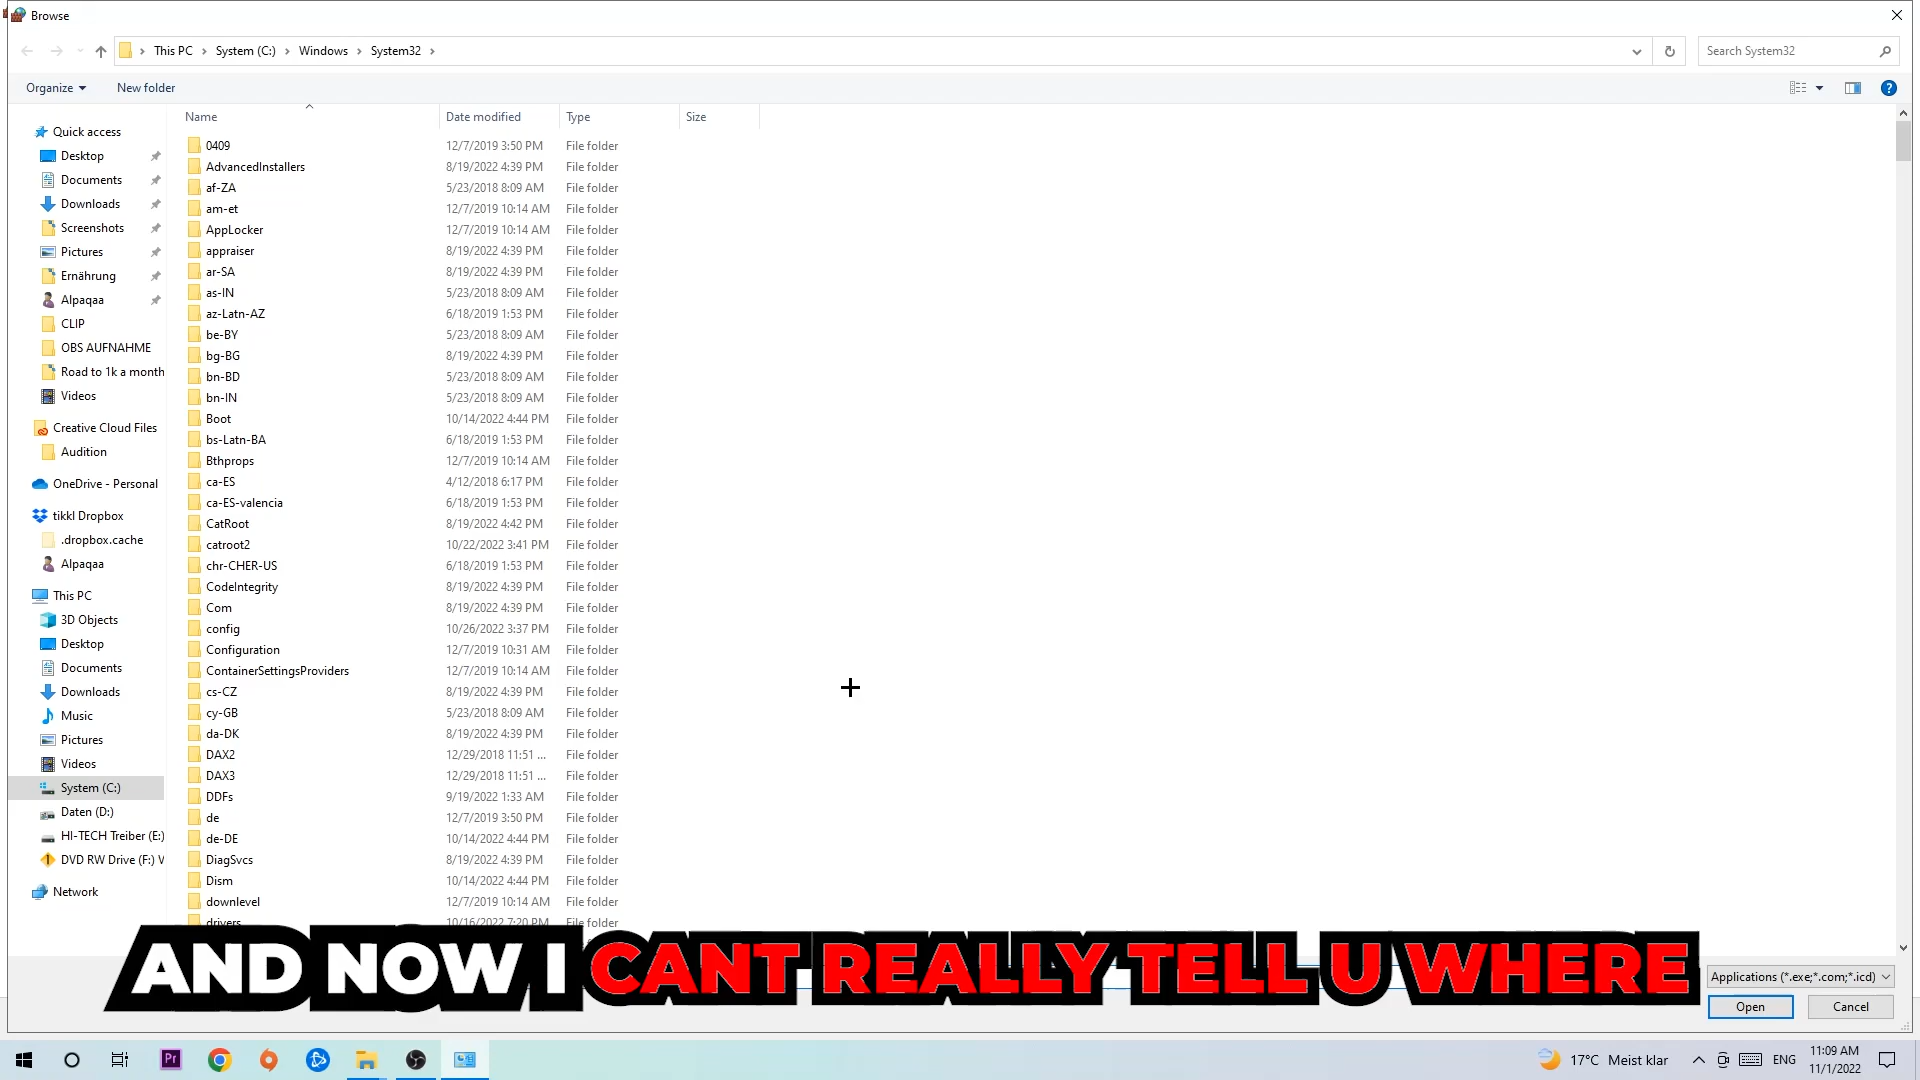 Browse
This PC > System (C:) > Windows > System32 >
Search System32
Organize
New folder
Name Date modified Type Size
Quick access
Desktop
Documents
Downloads
Screenshots
Pictures
Ernährung
Alpaqaa
CLIP
OBS AUFNAHME
Road to 1k a month
Videos
Creative Cloud Files
Audition
OneDrive - Personal
tikkl Dropbox
.dropbox.cache
Alpaqaa
This PC
3D Objects
Desktop
Documents
Downloads
Music
Pictures
Videos
System (C:)
Daten (D:)
HI-TECH Treiber (E:)
DVD RW Drive (F:) V
Network
0409 12/7/2019 3:50 PM File folder
AdvancedInstallers 8/19/2022 4:39 PM File folder
af-ZA 5/23/2018 8:09 AM File folder
am-et 12/7/2019 10:14 AM File folder
AppLocker 12/7/2019 10:14 AM File folder
appraiser 8/19/2022 4:39 PM File folder
ar-SA 8/19/2022 4:39 PM File folder
as-IN 5/23/2018 8:09 AM File folder
az-Latn-AZ 6/18/2019 1:53 PM File folder
be-BY 5/23/2018 8:09 AM File folder
bg-BG 8/19/2022 4:39 PM File folder
bn-BD 5/23/2018 8:09 AM File folder
bn-IN 5/23/2018 8:09 AM File folder
Boot 10/14/2022 4:44 PM File folder
bs-Latn-BA 6/18/2019 1:53 PM File folder
Bthprops 12/7/2019 10:14 AM File folder
ca-ES 4/12/2018 6:17 PM File folder
ca-ES-valencia 6/18/2019 1:53 PM File folder
CatRoot 8/19/2022 4:42 PM File folder
catroot2 10/22/2022 3:41 PM File folder
chr-CHER-US 6/18/2019 1:53 PM File folder
CodeIntegrity 8/19/2022 4:39 PM File folder
Com 8/19/2022 4:39 PM File folder
config 10/26/2022 3:37 PM File folder
Configuration 12/7/2019 10:31 AM File folder
ContainerSettingsProviders 12/7/2019 10:14 AM File folder
cs-CZ 8/19/2022 4:39 PM File folder
cy-GB 5/23/2018 8:09 AM File folder
da-DK 8/19/2022 4:39 PM File folder
DAX2 12/29/2018 11:51 ... File folder
DAX3 12/29/2018 11:51 ... File folder
DDFs 9/19/2022 1:33 AM File folder
de 12/7/2019 3:50 PM File folder
de-DE 10/14/2022 4:44 PM File folder
DiagSvcs 8/19/2022 4:39 PM File folder
Dism 10/14/2022 4:44 PM File folder
downlevel 12/7/2019 10:14 AM File folder
drivers 10/16/2022 7:20 PM File folder
AND NOW I CANT REALLY TELL U WHERE
Applications (*.exe;*.com;*.icd)
Open
Cancel
Pr
17°C Meist klar
ENG
11:09 AM
11/1/2022